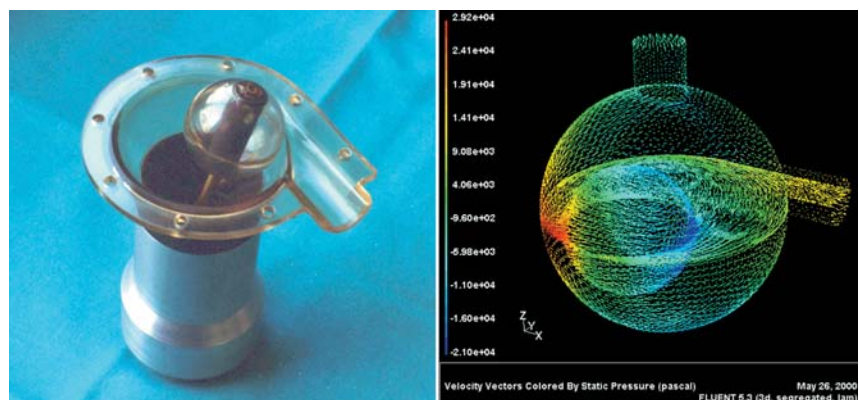 2.92e+04
2.41e+04
1.91e+04
1.41e+04
9.08e+03
4.06e+03
-9.60e+02
-5.98e+03
-1.10e+04
-1.60e+04
-2.10e+04
Z
Y
X
Velocity Vectors Colored By Static Pressure (pascal)
May 26, 2000
FLUENT 5.3 (3d, segregated, lam)